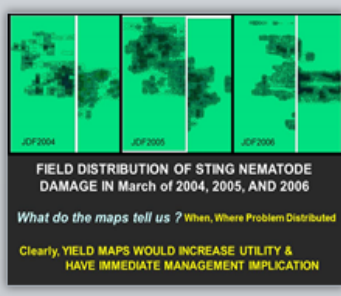 JDF2004 JDF2005 JDF2006
FIELD DISTRIBUTION OF STING NEMATODE
DAMAGE IN March of 2004, 2005, AND 2006
What do the maps tell us ? When, Where Problem Distributed
Clearly, YIELD MAPS WOULD INCREASE UTILITY &
HAVE IMMEDIATE MANAGEMENT IMPLICATION